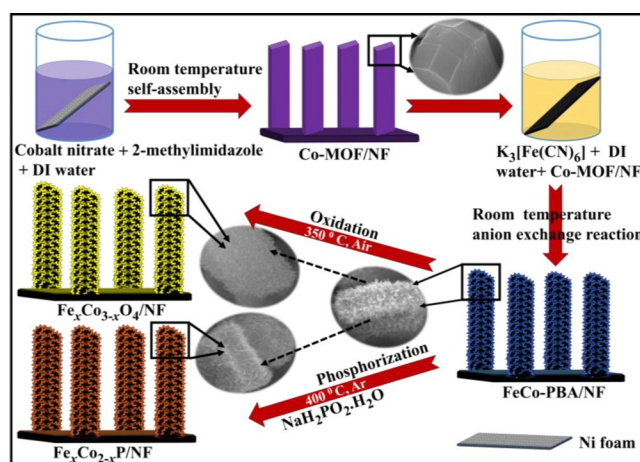 Room temperature
self-assembly
Cobalt nitrate + 2-methylimidazole
+ DI water
Co-MOF/NF
K₃[Fe(CN)₆] + DI
water+ Co-MOF/NF
Room temperature
anion exchange reaction
Oxidation
350 ⁰ C, Air
FeₓCo₃₋ₓO₄/NF
Phosphorization
400 ⁰ C, Ar
NaH₂PO₂.H₂O
FeCo-PBA/NF
FeₓCo₂₋ₓP/NF
Ni foam